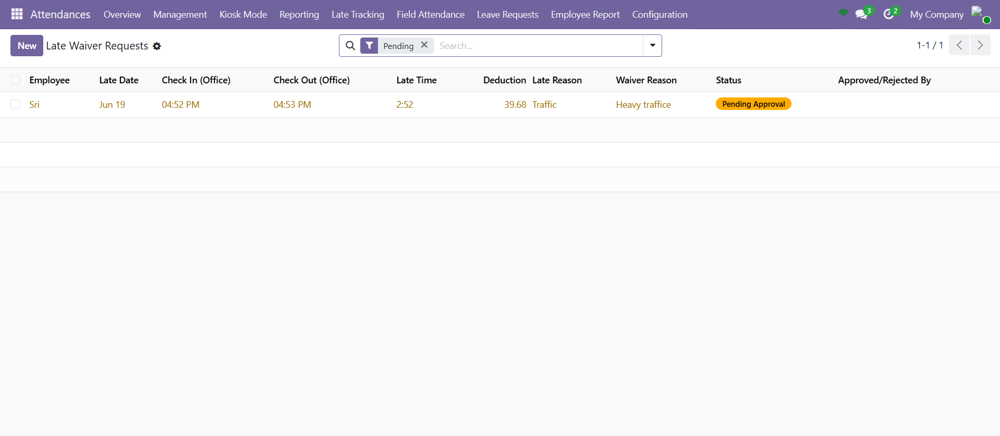 Attendances Overview Management Kiosk Mode Reporting Late Tracking Field Attendance Leave Requests Employee Report Configuration 3 2 My Company
New Late Waiver Requests Pending Search... 1-1 / 1
Employee Late Date Check In (Office) Check Out (Office) Late Time Deduction Late Reason Waiver Reason Status Approved/Rejected By
Sri Jun 19 04:52 PM 04:53 PM 2:52 39.68 Traffic Heavy traffice Pending Approval